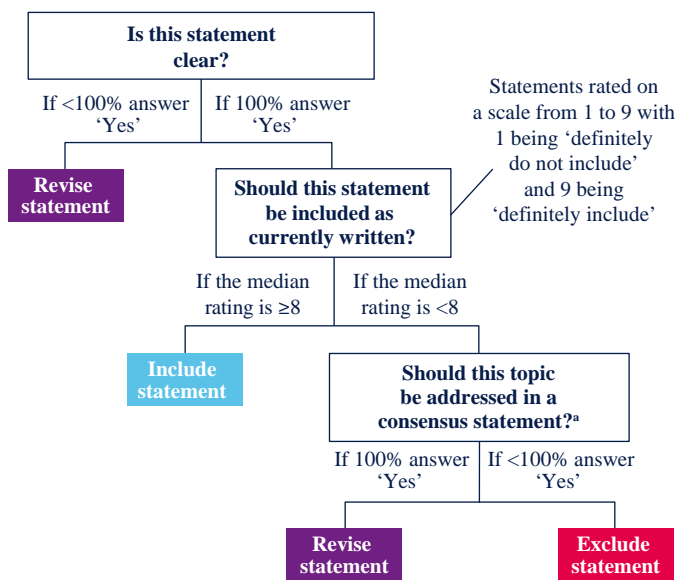 Is this statement
clear?
If <100% answer
‘Yes’
If 100% answer
‘Yes’
Statements rated on
a scale from 1 to 9 with
1 being ‘definitely
do not include’
and 9 being
‘definitely include’
Revise
statement
Should this statement
be included as
currently written?
If the median
rating is ≥8
If the median
rating is <8
Include
statement
Should this topic
be addressed in a
consensus statement?ᵃ
If 100% answer
‘Yes’
If <100% answer
‘Yes’
Revise
statement
Exclude
statement